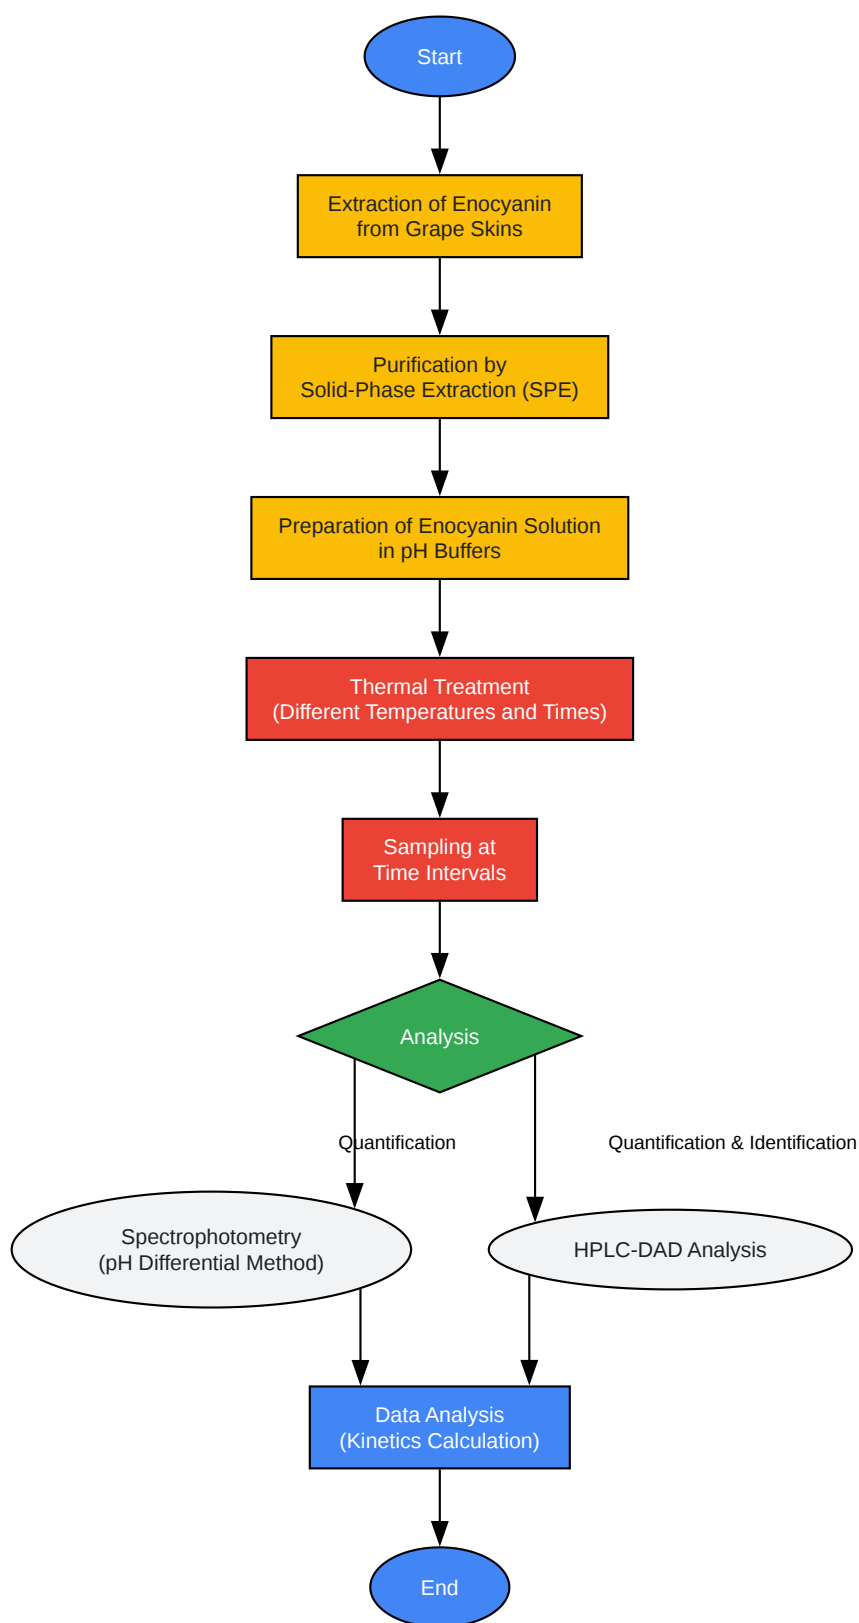 Start
Extraction of Enocyanin
from Grape Skins
Purification by
Solid-Phase Extraction (SPE)
Preparation of Enocyanin Solution
in pH Buffers
Thermal Treatment
(Different Temperatures and Times)
Sampling at
Time Intervals
Analysis
Quantification
Quantification & Identification
Spectrophotometry
(pH Differential Method)
HPLC-DAD Analysis
Data Analysis
(Kinetics Calculation)
End